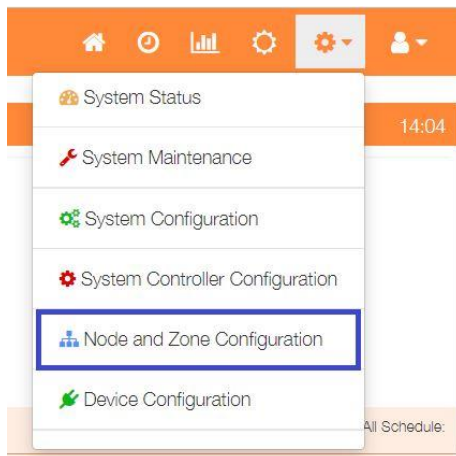 System Status
14:04
System Maintenance
System Configuration
System Controller Configuration
Node and Zone Configuration
Device Configuration
All Schedule: